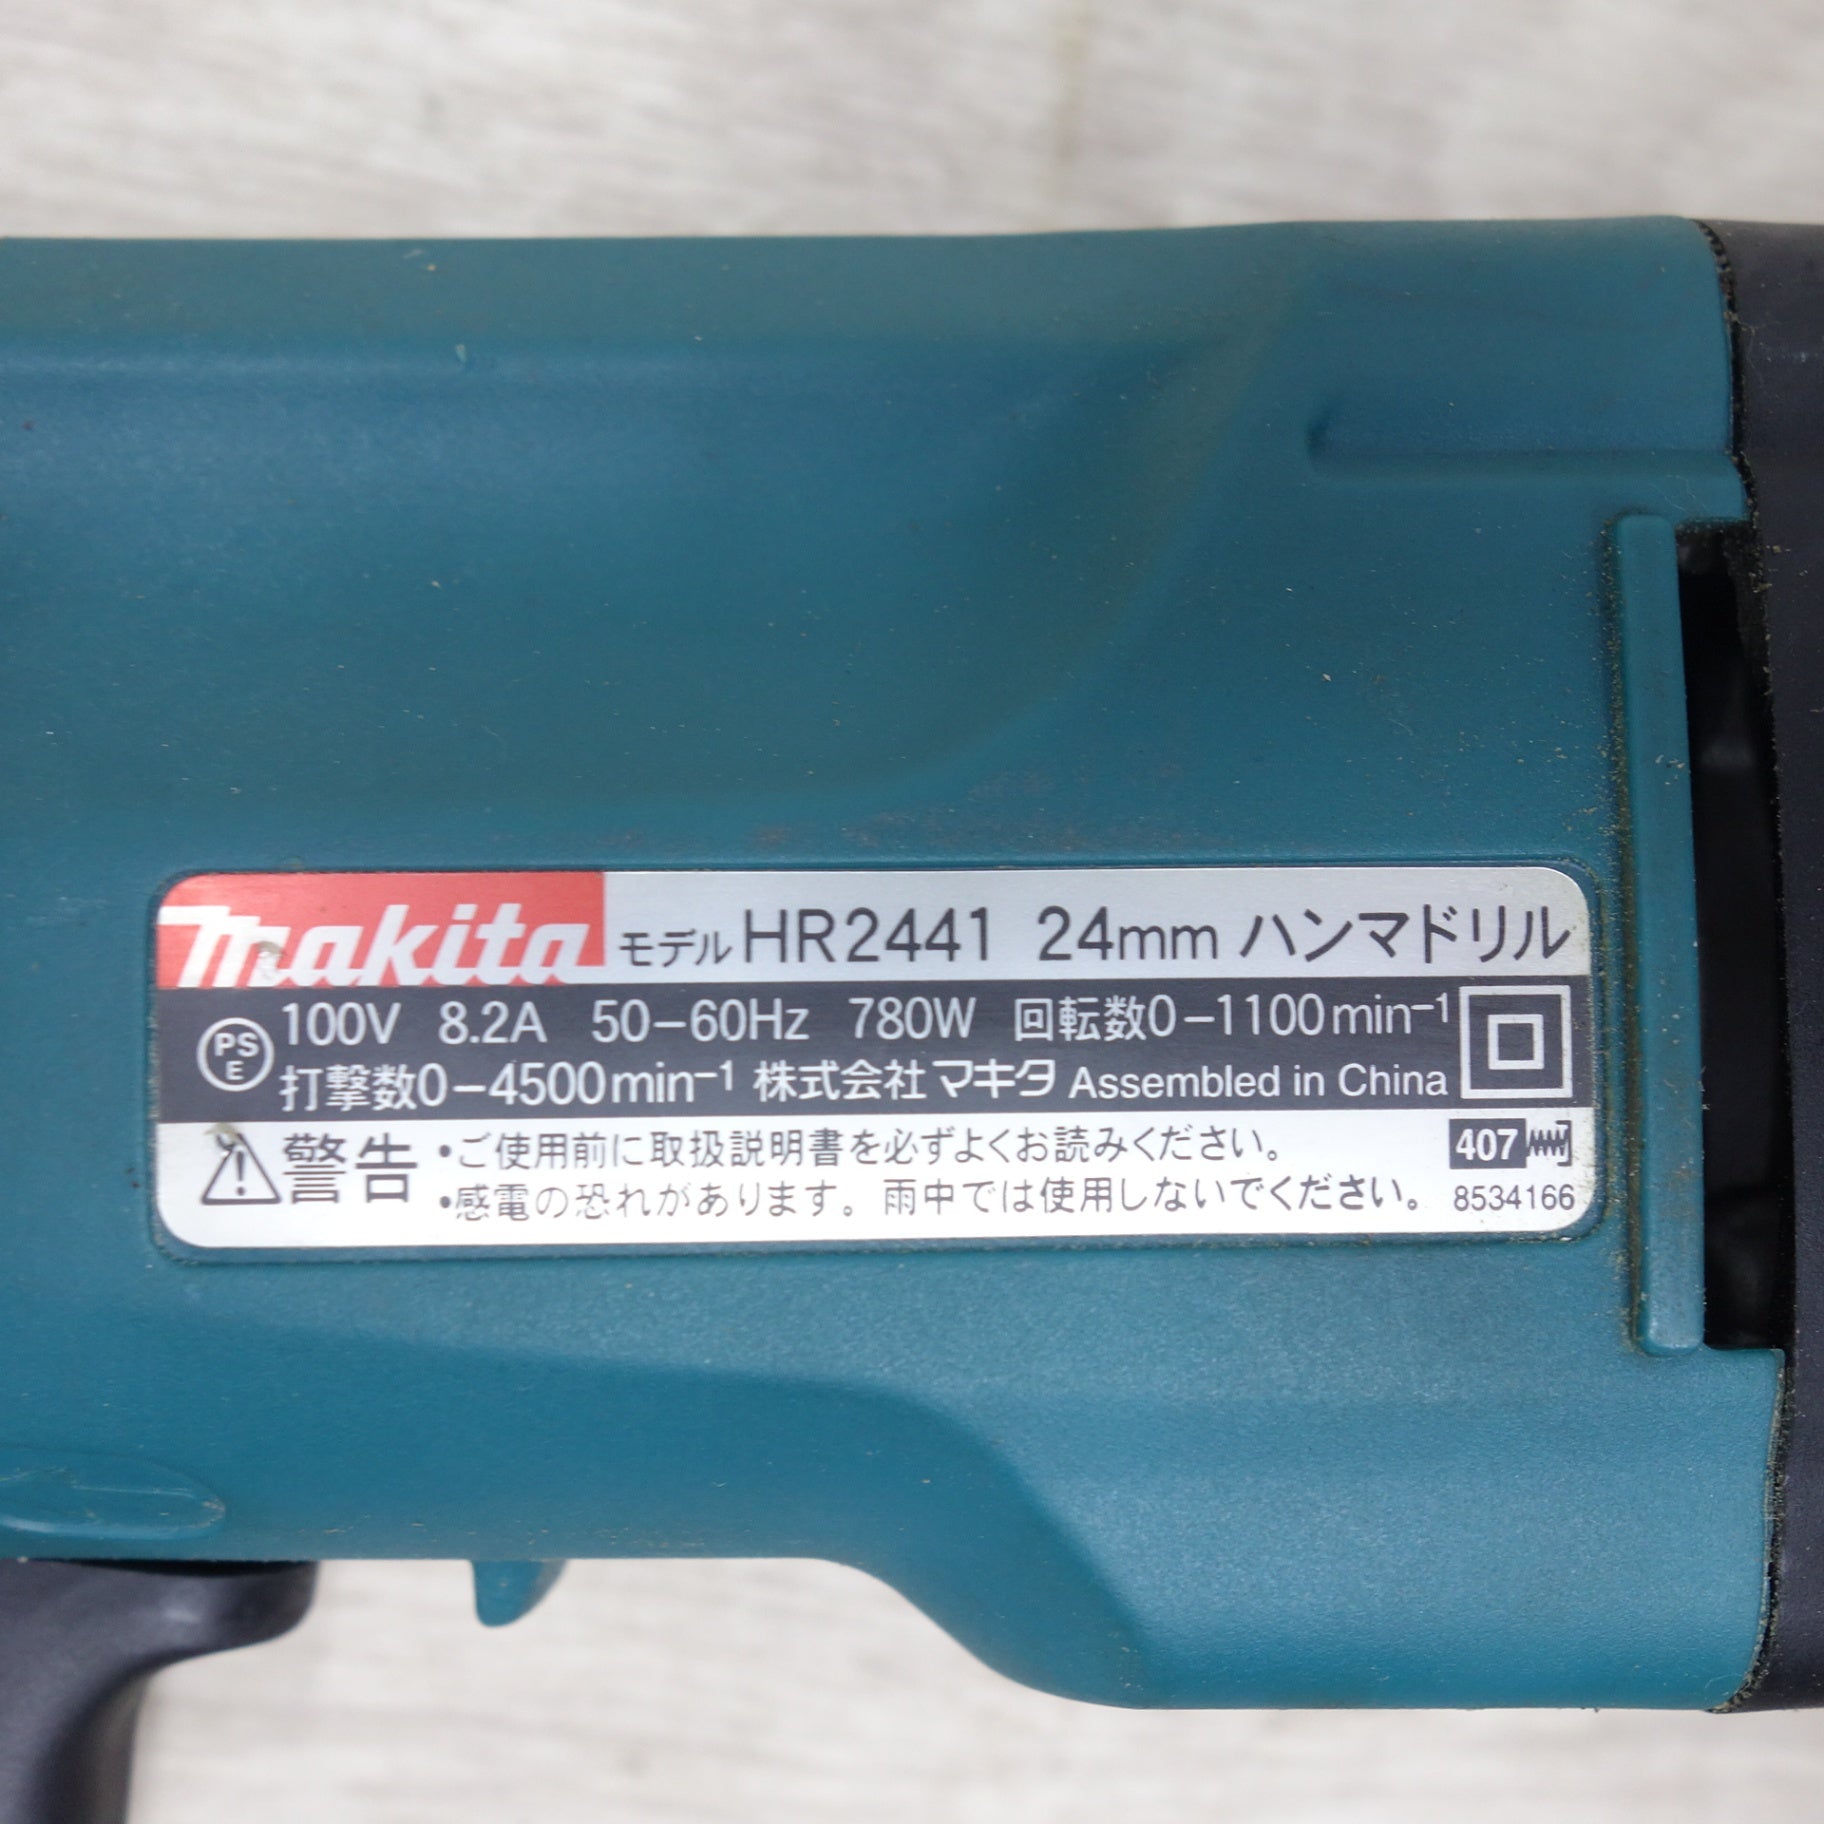 makita モデル HR2441 24mm ハンマドリル
PSE 100V 8.2A 50-60Hz 780W 回転数0-1100min⁻¹
打撃数0-4500min⁻¹ 株式会社マキタ Assembled in China
警告 •ご使用前に取扱説明書を必ずよくお読みください。 407
•感電の恐れがあります。雨中では使用しないでください。 8534166